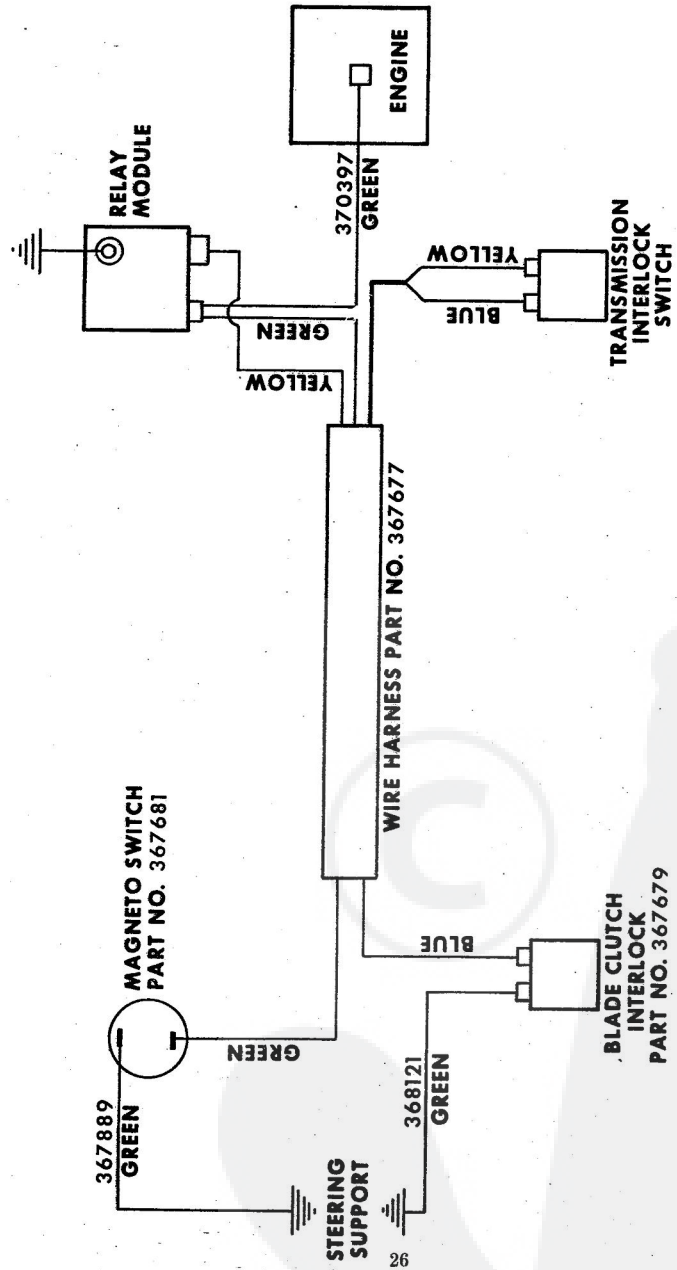 MAGNETO SWITCH
PART NO. 367681
367889
GREEN
GREEN
STEERING
SUPPORT
368121
GREEN
BLUE
BLADE CLUTCH
INTERLOCK
PART NO. 367679
WIRE HARNESS PART NO. 367677
YELLOW
GREEN
RELAY
MODULE
370397
GREEN
ENGINE
BLUE
YELLOW
TRANSMISSION
INTERLOCK
SWITCH
26
©